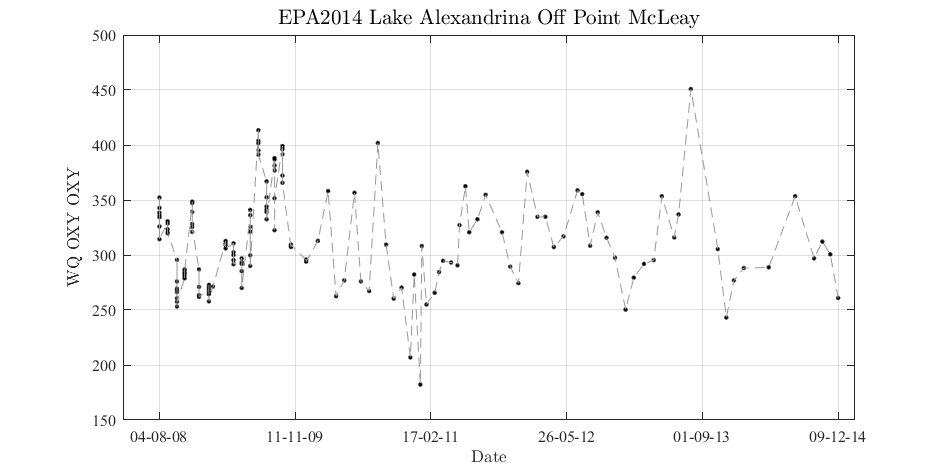 EPA2014 Lake Alexandrina Off Point McLeay
500
450
400
350
300
250
200
150
WQ OXY OXY
04-08-08 11-11-09 17-02-11 26-05-12 01-09-13 09-12-14
Date